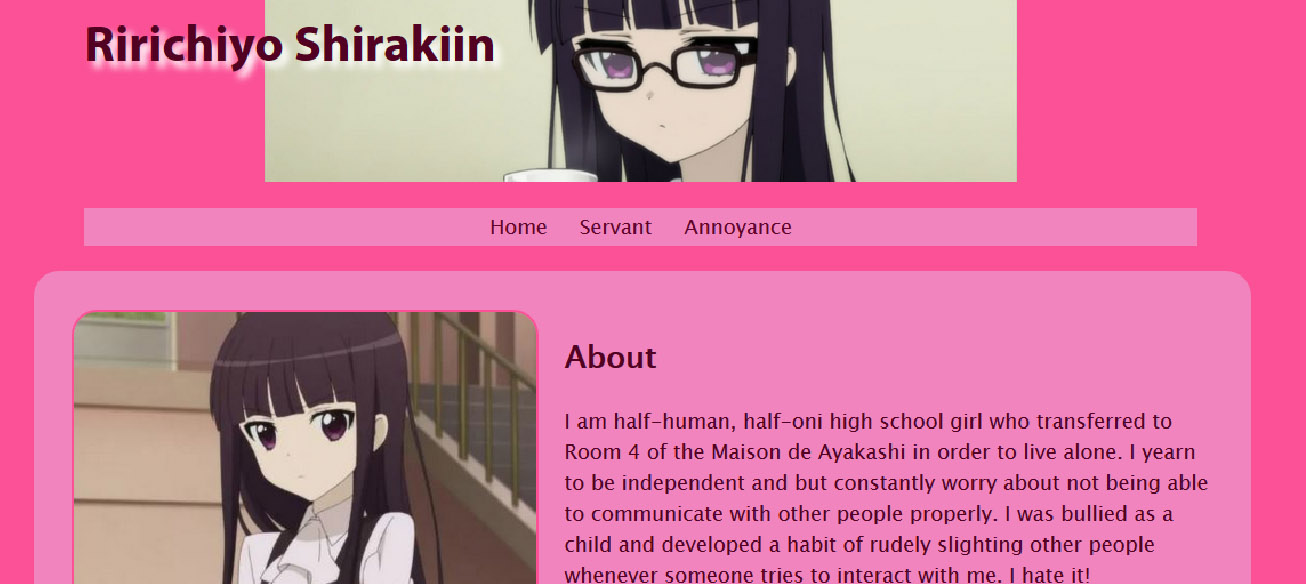 Ririchiyo Shirakiin
Home Servant Annoyance
About
I am half-human, half-oni high school girl who transferred to
Room 4 of the Maison de Ayakashi in order to live alone. I yearn
to be independent and but constantly worry about not being able
to communicate with other people properly. I was bullied as a
child and developed a habit of rudely slighting other people
whenever someone tries to interact with me. I hate it!